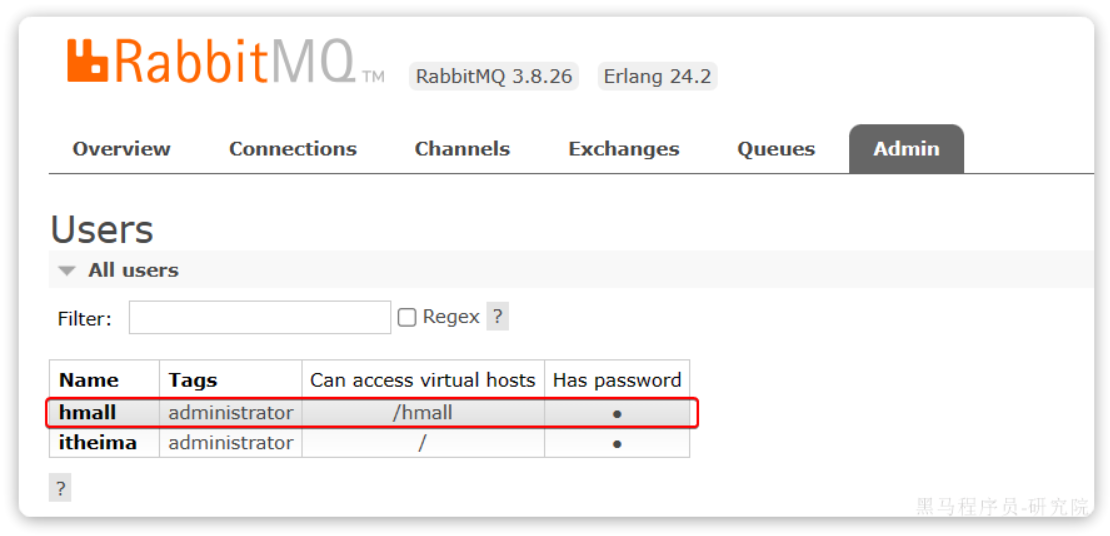 RabbitMQ TM RabbitMQ 3.8.26 Erlang 24.2
Overview Connections Channels Exchanges Queues Admin
Users
All users
Filter: Regex ?
Name Tags Can access virtual hosts Has password
hmall administrator /hmall ●
itheima administrator / ●
?
黑马程序员-研究院